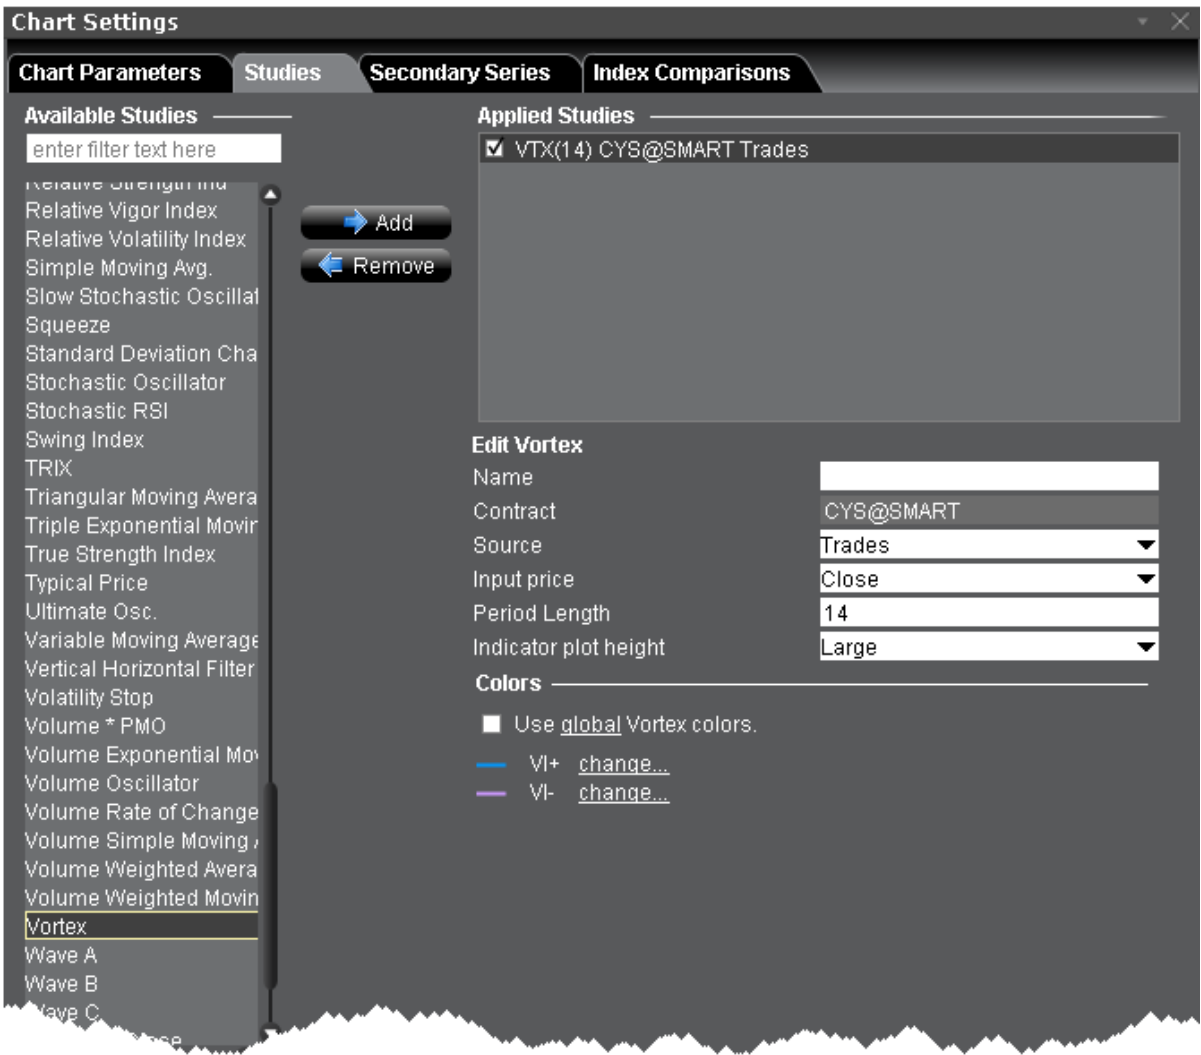 Chart Settings
Chart Parameters
Studies
Secondary Series
Index Comparisons
Available Studies
enter filter text here
Relative Strength Ind
Relative Vigor Index
Relative Volatility Index
Simple Moving Avg.
Slow Stochastic Oscillat
Squeeze
Standard Deviation Cha
Stochastic Oscillator
Stochastic RSI
Swing Index
TRIX
Triangular Moving Avera
Triple Exponential Movin
True Strength Index
Typical Price
Ultimate Osc.
Variable Moving Average
Vertical Horizontal Filter
Volatility Stop
Volume * PMO
Volume Exponential Mov
Volume Oscillator
Volume Rate of Change
Volume Simple Moving
Volume Weighted Avera
Volume Weighted Movin
Vortex
Wave A
Wave B
Wave C
Add
Remove
Applied Studies
VTX(14) CYS@SMART Trades
Edit Vortex
Name
Contract CYS@SMART
Source Trades
Input price Close
Period Length 14
Indicator plot height Large
Colors
Use global Vortex colors.
VI+ change...
VI- change...